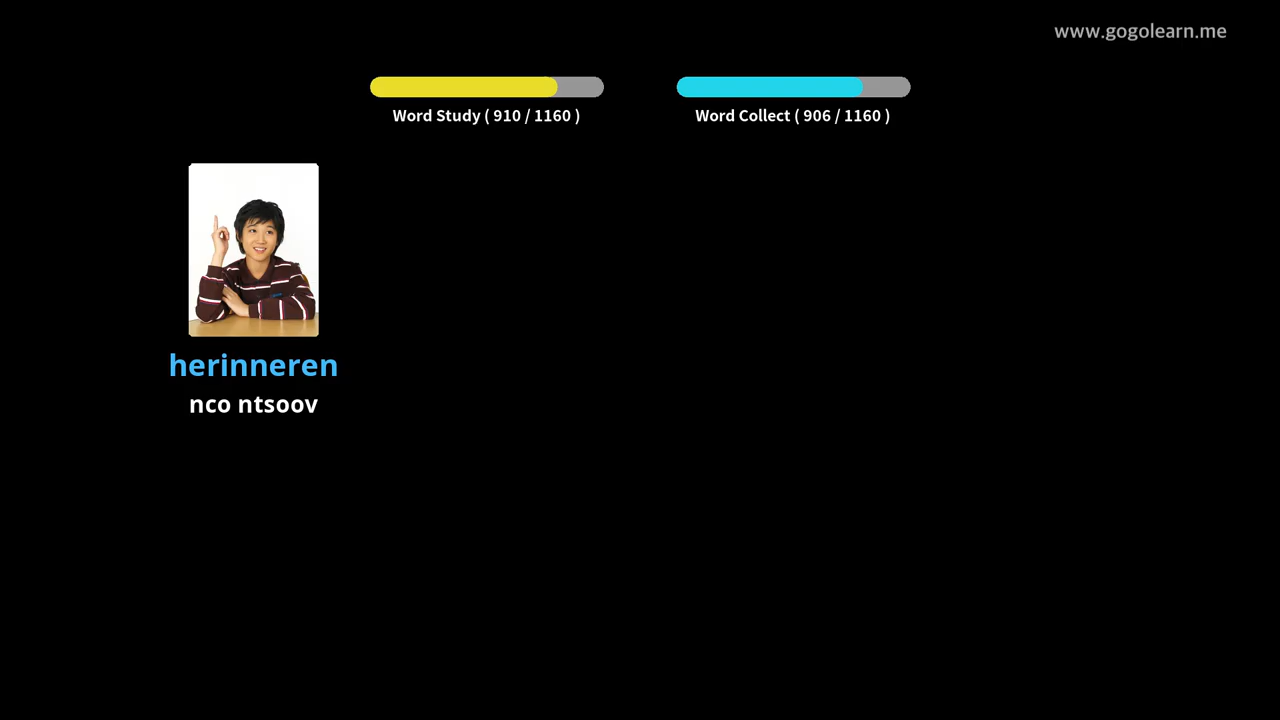 www.gogolearn.me
Word Study ( 910 / 1160 )
Word Collect ( 906 / 1160 )
herinneren
nco ntsoov